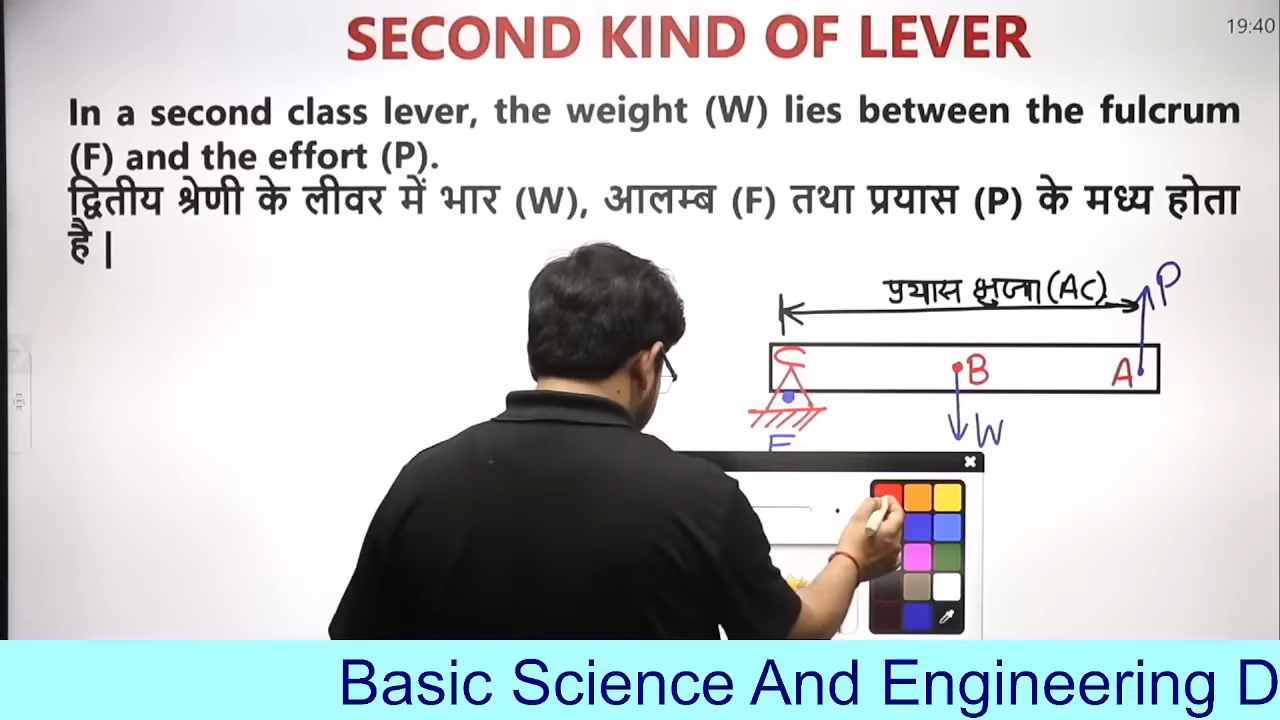 SECOND KIND OF LEVER
19:40
In a second class lever, the weight (W) lies between the fulcrum
(F) and the effort (P).
द्वितीय श्रेणी के लीवर में भार (W), आलम्ब (F) तथा प्रयास (P) के मध्य होता
है |
प्रयास भुजा (AC)
P
C
B
A
W
F
Basic Science And Engineering D